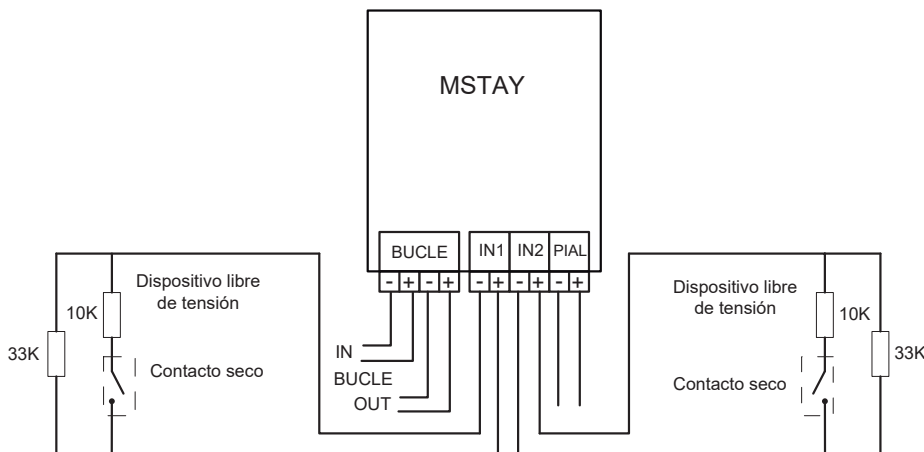 MSTAY
BUCLE
IN1
IN2
PIAL
- + - +
- + - + - +
Dispositivo libre
de tensión
10K
33K
Contacto seco
IN
BUCLE
OUT
Dispositivo libre
de tensión
10K
33K
Contacto seco